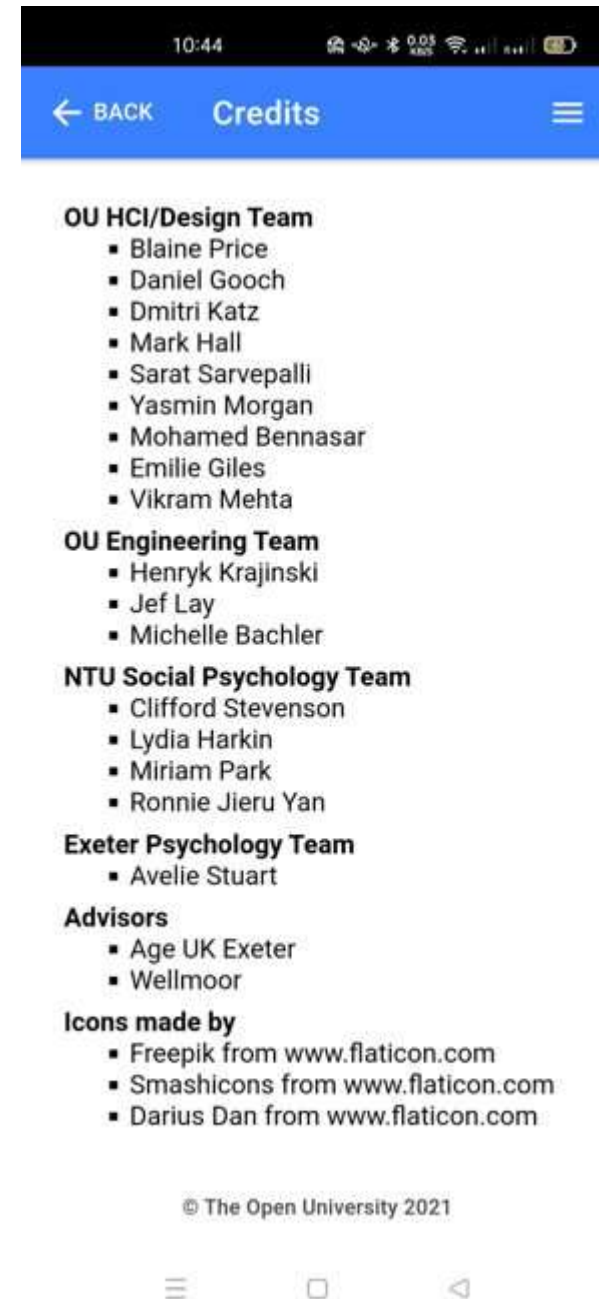 10:44
0.05
KB/S
BACK Credits
OU HCI/Design Team
▪ Blaine Price
▪ Daniel Gooch
▪ Dmitri Katz
▪ Mark Hall
▪ Sarat Sarvepalli
▪ Yasmin Morgan
▪ Mohamed Bennasar
▪ Emilie Giles
▪ Vikram Mehta
OU Engineering Team
▪ Henryk Krajinski
▪ Jef Lay
▪ Michelle Bachler
NTU Social Psychology Team
▪ Clifford Stevenson
▪ Lydia Harkin
▪ Miriam Park
▪ Ronnie Jieru Yan
Exeter Psychology Team
▪ Avelie Stuart
Advisors
▪ Age UK Exeter
▪ Wellmoor
Icons made by
▪ Freepik from www.flaticon.com
▪ Smashicons from www.flaticon.com
▪ Darius Dan from www.flaticon.com
© The Open University 2021